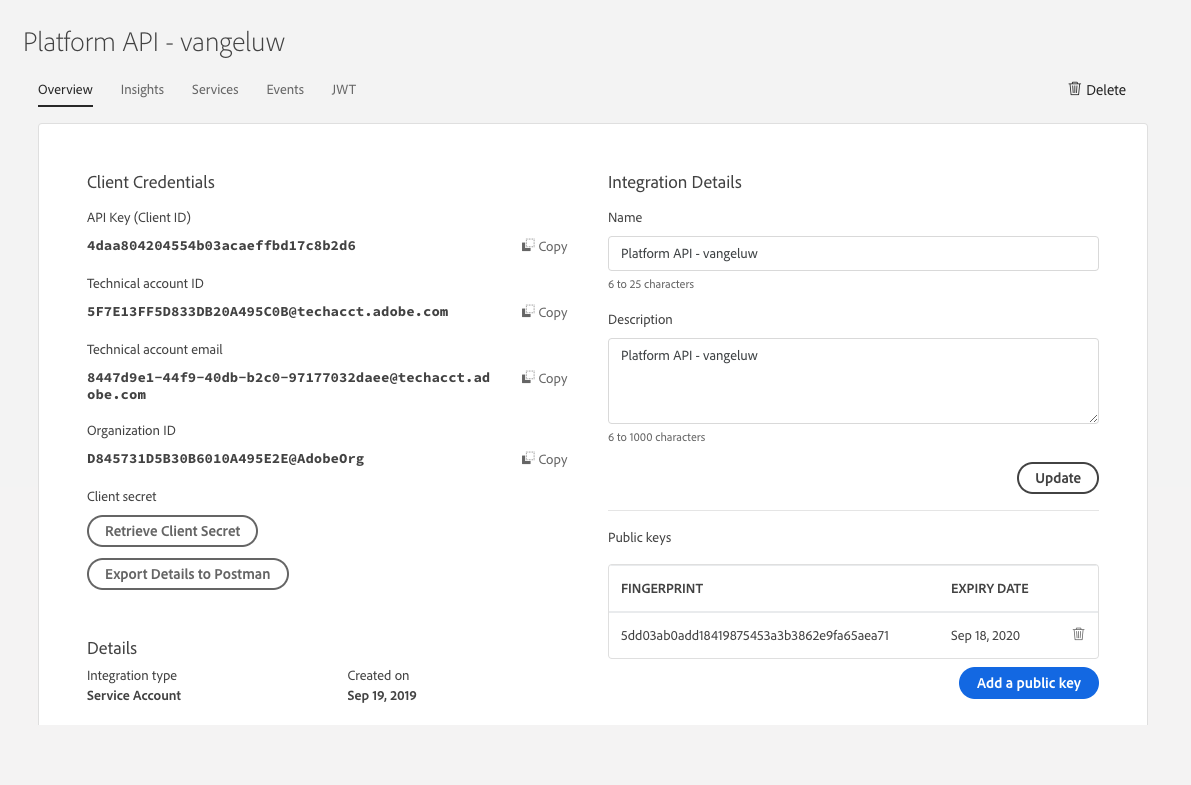 Platform API - vangeluw
Overview Insights Services Events JWT Delete
Client Credentials
API Key (Client ID)
4daa804204554b03acaeffbd17c8b2d6 Copy
Technical account ID
5F7E13FF5D833DB20A495C0B@techacct.adobe.com Copy
Technical account email
8447d9e1-44f9-40db-b2c0-97177032daee@techacct.ad
obe.com
Copy
Organization ID
D845731D5B30B6010A495E2E@AdobeOrg Copy
Client secret
Retrieve Client Secret
Export Details to Postman
Details
Integration type
Service Account
Created on
Sep 19, 2019
Integration Details
Name
Platform API - vangeluw
6 to 25 characters
Description
Platform API - vangeluw
6 to 1000 characters
Update
Public keys
FINGERPRINT EXPIRY DATE
5dd03ab0add18419875453a3b3862e9fa65aea71 Sep 18, 2020
Add a public key